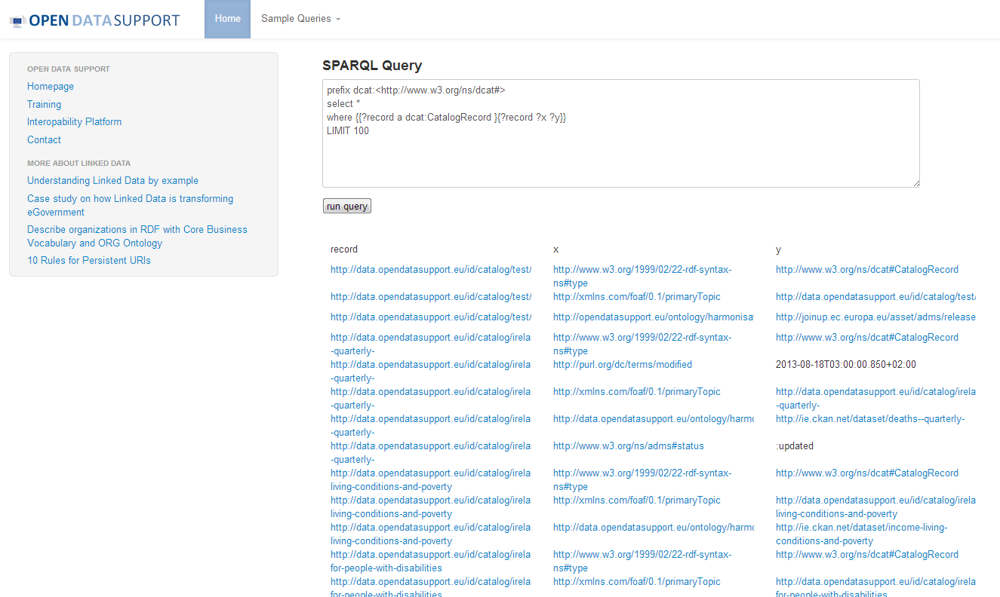 OPEN DATASUPPORT
Home
Sample Queries
OPEN DATA SUPPORT
Homepage
Training
Interopability Platform
Contact
MORE ABOUT LINKED DATA
Understanding Linked Data by example
Case study on how Linked Data is transforming
eGovernment
Describe organizations in RDF with Core Business
Vocabulary and ORG Ontology
10 Rules for Persistent URIs
SPARQL Query
prefix dcat:<http://www.w3.org/ns/dcat#>
select *
where {{?record a dcat:CatalogRecord }{?record ?x ?y}}
LIMIT 100
run query
record x y
http://data.opendatasupport.eu/id/catalog/test/ http://www.w3.org/1999/02/22-rdf-syntax- http://www.w3.org/ns/dcat#CatalogRecord
ns#type
http://data.opendatasupport.eu/id/catalog/test/ http://xmlns.com/foaf/0.1/primaryTopic http://data.opendatasupport.eu/id/catalog/test/
http://data.opendatasupport.eu/id/catalog/test/ http://opendatasupport.eu/ontology/harmonisa http://joinup.ec.europa.eu/asset/adms/release
http://data.opendatasupport.eu/id/catalog/irela http://www.w3.org/1999/02/22-rdf-syntax- http://www.w3.org/ns/dcat#CatalogRecord
-quarterly- ns#type
http://data.opendatasupport.eu/id/catalog/irela http://purl.org/dc/terms/modified 2013-08-18T03:00:00.850+02:00
-quarterly-
http://data.opendatasupport.eu/id/catalog/irela http://xmlns.com/foaf/0.1/primaryTopic http://data.opendatasupport.eu/id/catalog/irela
-quarterly- -quarterly-
http://data.opendatasupport.eu/id/catalog/irela http://data.opendatasupport.eu/ontology/harmo http://ie.ckan.net/dataset/deaths--quarterly-
-quarterly-
http://data.opendatasupport.eu/id/catalog/irela http://www.w3.org/ns/adms#status :updated
-quarterly-
http://data.opendatasupport.eu/id/catalog/irela http://www.w3.org/1999/02/22-rdf-syntax- http://www.w3.org/ns/dcat#CatalogRecord
living-conditions-and-poverty ns#type
http://data.opendatasupport.eu/id/catalog/irela http://xmlns.com/foaf/0.1/primaryTopic http://data.opendatasupport.eu/id/catalog/irela
living-conditions-and-poverty living-conditions-and-poverty
http://data.opendatasupport.eu/id/catalog/irela http://data.opendatasupport.eu/ontology/harmo http://ie.ckan.net/dataset/income-living-
living-conditions-and-poverty conditions-and-poverty
http://data.opendatasupport.eu/id/catalog/irela http://www.w3.org/1999/02/22-rdf-syntax- http://www.w3.org/ns/dcat#CatalogRecord
for-people-with-disabilities ns#type
http://data.opendatasupport.eu/id/catalog/irela http://xmlns.com/foaf/0.1/primaryTopic http://data.opendatasupport.eu/id/catalog/irela
for-people-with-disabilities for-people-with-disabilities